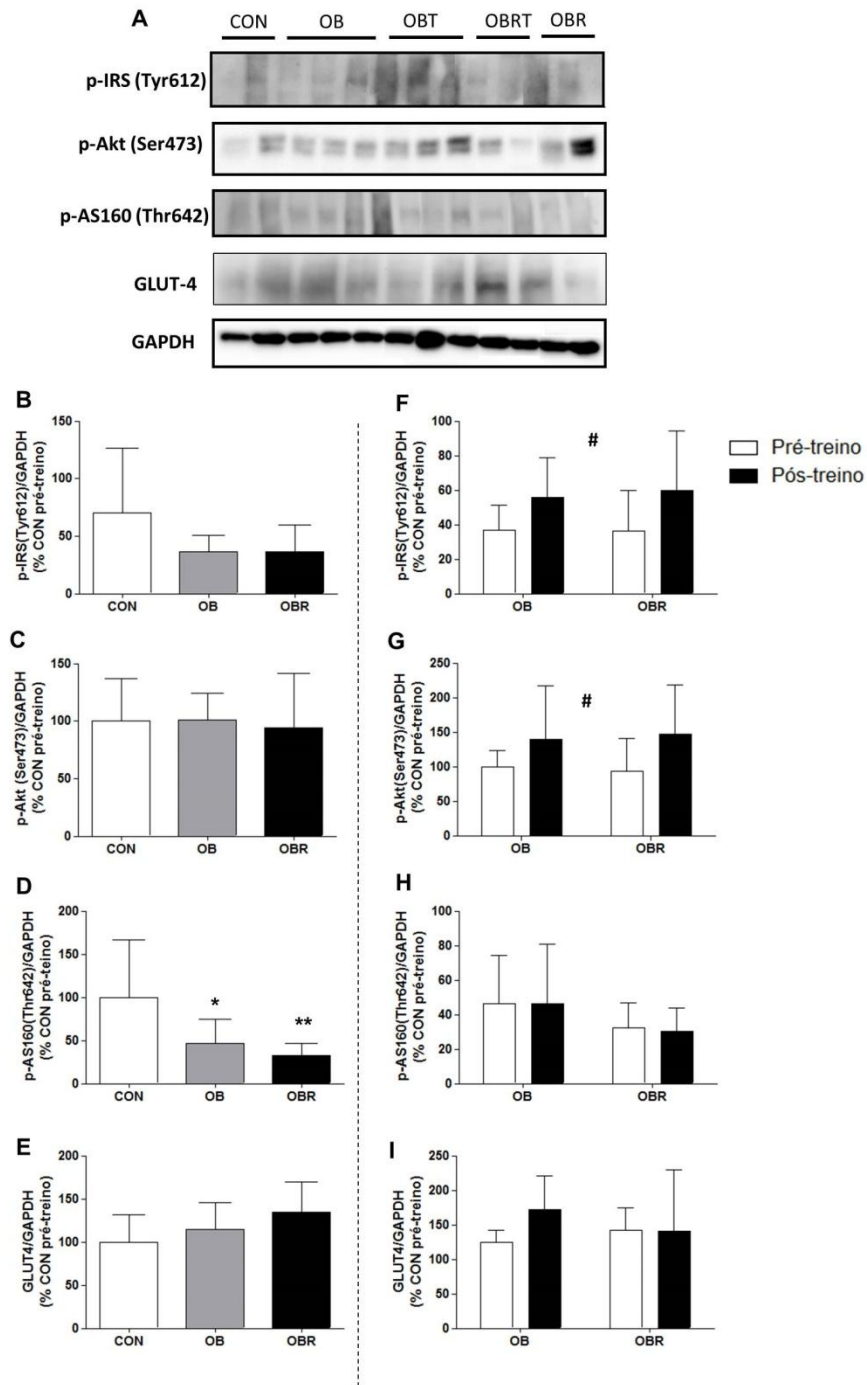 A
CON OB OBT OBRT OBR
p-IRS (Tyr612)
p-Akt (Ser473)
p-AS160 (Thr642)
GLUT-4
GAPDH
B
p-IRS(Tyr612)/GAPDH
(% CON pré-treino)
150
100
50
0
CON OB OBR
F
p-IRS(Tyr612)/GAPDH
(% CON pré-treino)
100
80
60
40
20
0
#
OB OBR
Pré-treino
Pós-treino
C
p-Akt (Ser473)/GAPDH
(% CON pré-treino)
150
100
50
0
CON OB OBR
G
p-Akt(Ser473)/GAPDH
(% CON pré-treino)
250
200
150
100
50
0
#
OB OBR
D
p-AS160(Thr642)/GAPDH
(% CON pré-teino)
200
150
100
50
0
*
**
CON OB OBR
H
p-AS160(Thr642)/GAPDH
(% CON pré-treino)
100
80
60
40
20
0
OB OBR
E
GLUT4/GAPDH
(% CON pré-treino)
200
150
100
50
0
CON OB OBR
I
GLUT4/GAPDH
(% CON pré-treino)
250
200
150
100
50
0
OB OBR